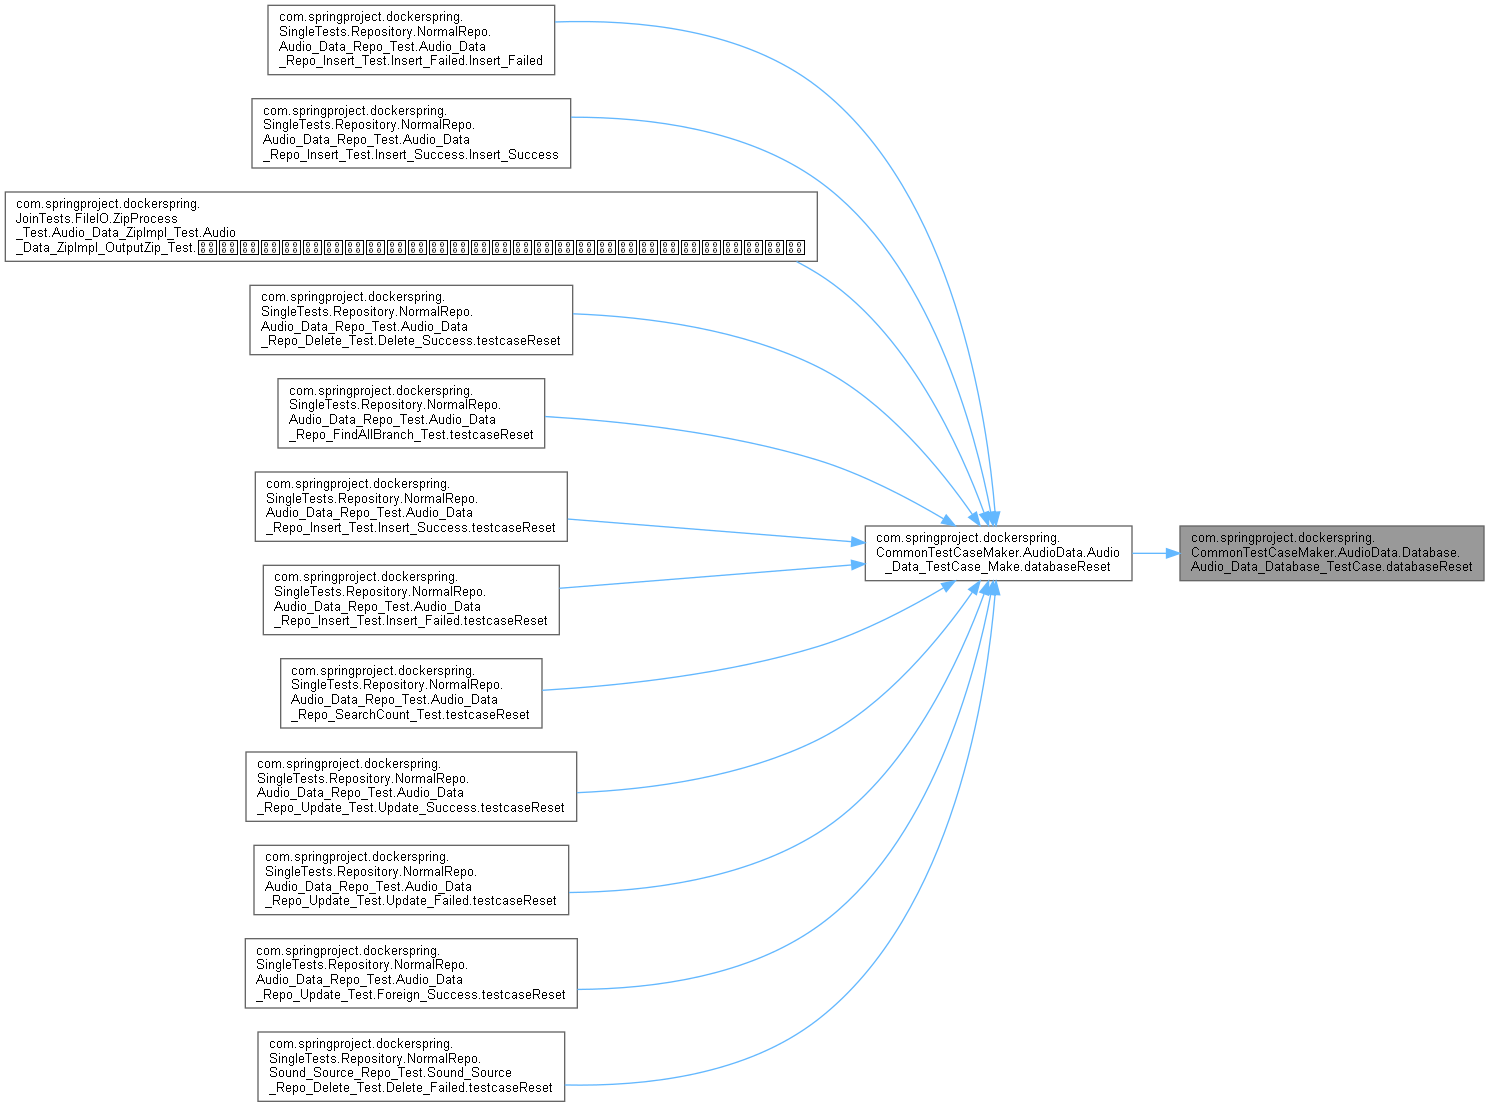 com.springproject.dockerspring.
SingleTests.Repository.NormalRepo.
Audio_Data_Repo_Test.Audio_Data
_Repo_Insert_Test.Insert_Failed.Insert_Failed
com.springproject.dockerspring.
SingleTests.Repository.NormalRepo.
Audio_Data_Repo_Test.Audio_Data
_Repo_Insert_Test.Insert_Success.Insert_Success
com.springproject.dockerspring.
JoinTests.FileIO.ZipProcess
_Test.Audio_Data_ZipImpl_Test.Audio
_Data_ZipImpl_OutputZip_Test.
com.springproject.dockerspring.
SingleTests.Repository.NormalRepo.
Audio_Data_Repo_Test.Audio_Data
_Repo_Delete_Test.Delete_Success.testcaseReset
com.springproject.dockerspring.
SingleTests.Repository.NormalRepo.
Audio_Data_Repo_Test.Audio_Data
_Repo_FindAllBranch_Test.testcaseReset
com.springproject.dockerspring.
SingleTests.Repository.NormalRepo.
Audio_Data_Repo_Test.Audio_Data
_Repo_Insert_Test.Insert_Success.testcaseReset
com.springproject.dockerspring.
SingleTests.Repository.NormalRepo.
Audio_Data_Repo_Test.Audio_Data
_Repo_Insert_Test.Insert_Failed.testcaseReset
com.springproject.dockerspring.
SingleTests.Repository.NormalRepo.
Audio_Data_Repo_Test.Audio_Data
_Repo_SearchCount_Test.testcaseReset
com.springproject.dockerspring.
SingleTests.Repository.NormalRepo.
Audio_Data_Repo_Test.Audio_Data
_Repo_Update_Test.Update_Success.testcaseReset
com.springproject.dockerspring.
SingleTests.Repository.NormalRepo.
Audio_Data_Repo_Test.Audio_Data
_Repo_Update_Test.Update_Failed.testcaseReset
com.springproject.dockerspring.
SingleTests.Repository.NormalRepo.
Audio_Data_Repo_Test.Audio_Data
_Repo_Update_Test.Foreign_Success.testcaseReset
com.springproject.dockerspring.
SingleTests.Repository.NormalRepo.
Sound_Source_Repo_Test.Sound_Source
_Repo_Delete_Test.Delete_Failed.testcaseReset
com.springproject.dockerspring.
CommonTestCaseMaker.AudioData.Audio
_Data_TestCase_Make.databaseReset
com.springproject.dockerspring.
CommonTestCaseMaker.AudioData.Database.
Audio_Data_Database_TestCase.databaseReset